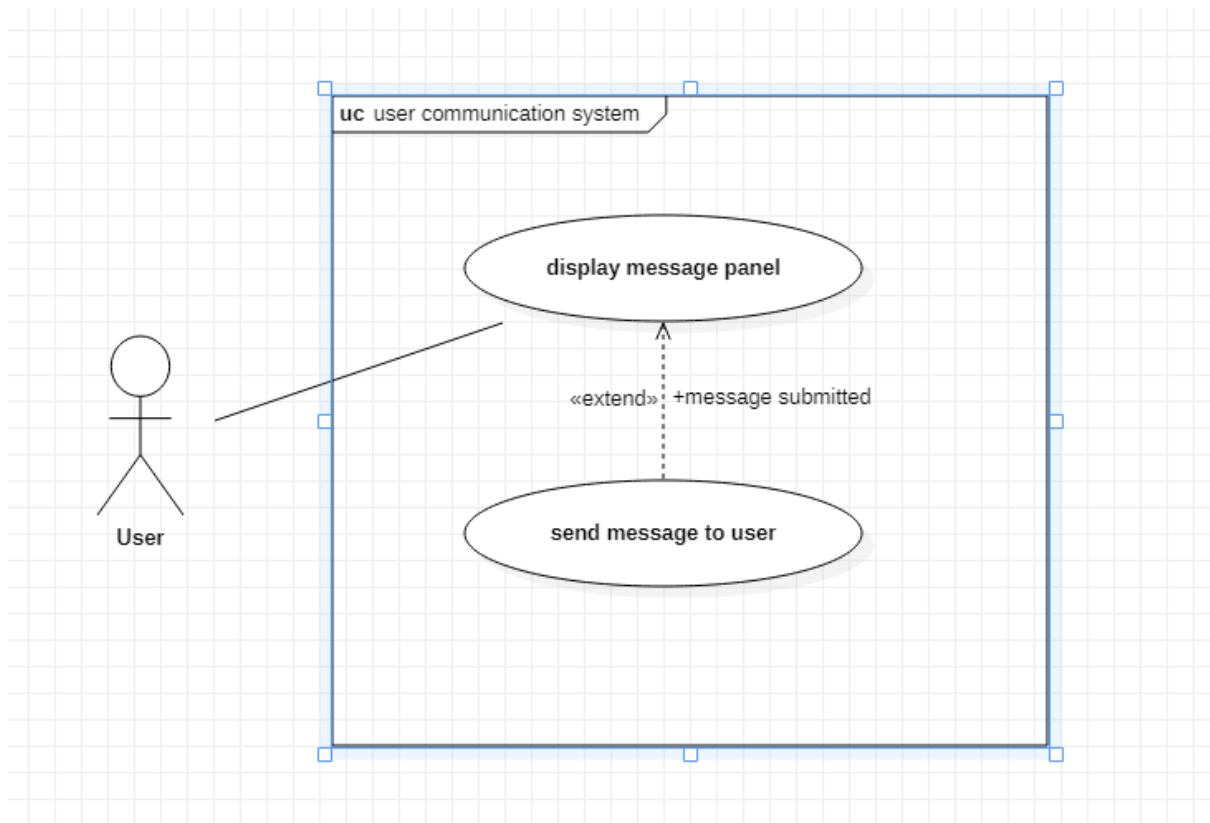 uc user communication system
display message panel
«extend» +message submitted
send message to user
User